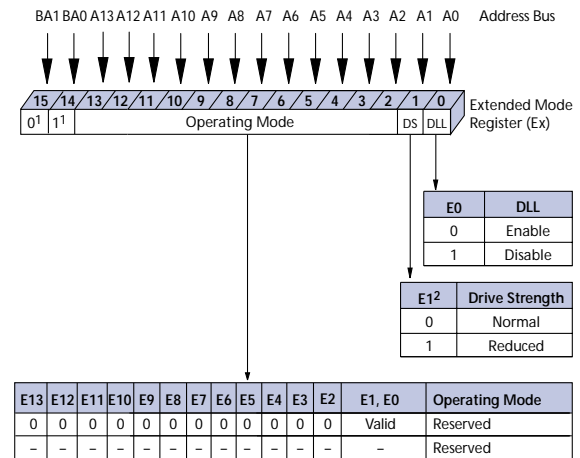 BA1 BA0 A13 A12 A11 A10 A9 A8 A7 A6 A5 A4 A3 A2 A1 A0 Address Bus
15 14 13 12 11 10 9 8 7 6 5 4 3 2 1 0
Extended Mode
Register (Ex)
0¹ 1¹ Operating Mode DS DLL
E0 DLL
0 Enable
1 Disable
E1² Drive Strength
0 Normal
1 Reduced
E13 E12 E11 E10 E9 E8 E7 E6 E5 E4 E3 E2 E1, E0 Operating Mode
0 0 0 0 0 0 0 0 0 0 0 0 Valid Reserved
– – – – – – – – – – – – – Reserved